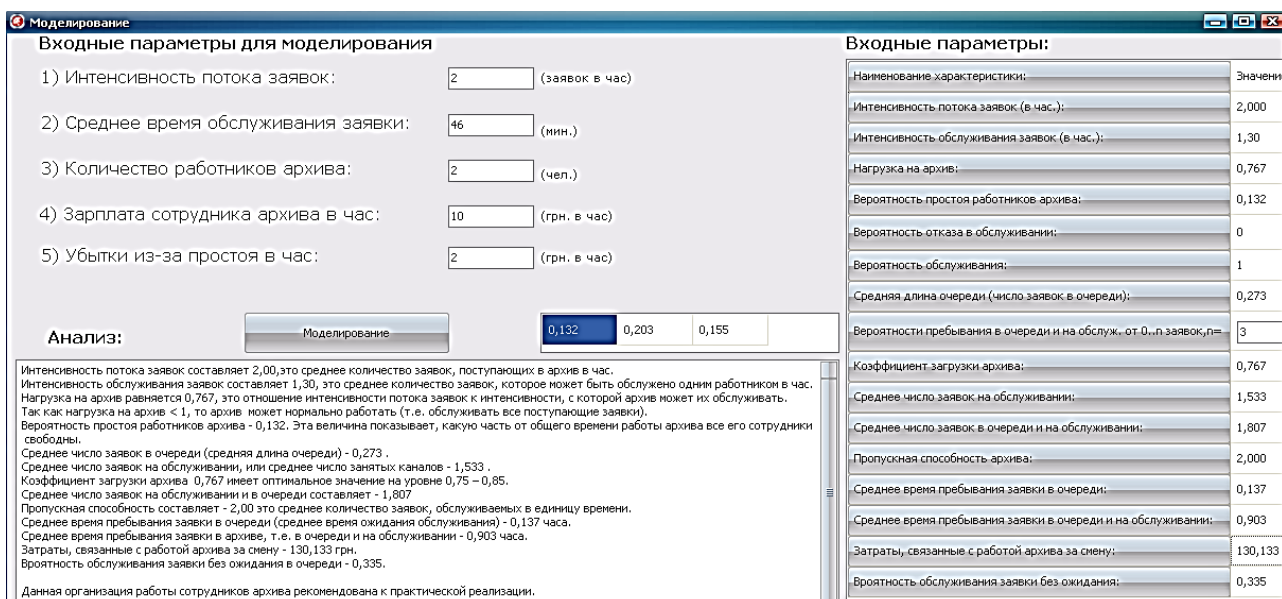 Моделирование
Входные параметры для моделирования
1) Интенсивность потока заявок:
2
(заявок в час)
2) Среднее время обслуживания заявки:
46
(мин.)
3) Количество работников архива:
2
(чел.)
4) Зарплата сотрудника архива в час:
10
(грн. в час)
5) Убытки из-за простоя в час:
2
(грн. в час)
Анализ:
Моделирование
0,132 0,203 0,155
Интенсивность потока заявок составляет 2,00,это среднее количество заявок, поступающих в архив в час.
Интенсивность обслуживания заявок составляет 1,30, это среднее количество заявок, которое может быть обслужено одним работником в час.
Нагрузка на архив равняется 0,767, это отношение интенсивности потока заявок к интенсивности, с которой архив может их обслуживать.
Так как нагрузка на архив < 1, то архив может нормально работать (т.е. обслуживать все поступающие заявки).
Вероятность простоя работников архива - 0,132. Эта величина показывает, какую часть от общего времени работы архива все его сотрудники
свободны.
Среднее число заявок в очереди (средняя длина очереди) - 0,273 .
Среднее число заявок на обслуживании, или среднее число занятых каналов - 1,533 .
Коэффициент загрузки архива 0,767 имеет оптимальное значение на уровне 0,75 – 0,85.
Среднее число заявок на обслуживании и в очереди составляет - 1,807
Пропускная способность составляет - 2,00 это среднее количество заявок, обслуживаемых в единицу времени.
Среднее время пребывания заявки в очереди (среднее время ожидания обслуживания) - 0,137 часа.
Среднее время пребывания заявки в архиве, т.е. в очереди и на обслуживании - 0,903 часа.
Затраты, связанные с работой архива за смену - 130,133 грн.
Вроятность обслуживания заявки без ожидания в очереди - 0,335.
Данная организация работы сотрудников архива рекомендована к практической реализации.
Входные параметры:
Наименование характеристики: Значени
Интенсивность потока заявок (в час.): 2,000
Интенсивность обслуживания заявок (в час.): 1,30
Нагрузка на архив: 0,767
Вероятность простоя работников архива: 0,132
Вероятность отказа в обслуживании: 0
Вероятность обслуживания: 1
Средняя длина очереди (число заявок в очереди): 0,273
Вероятности пребывания в очереди и на обслуж. от 0..n заявок,n= 3
Коэффициент загрузки архива: 0,767
Среднее число заявок на обслуживании: 1,533
Среднее число заявок в очереди и на обслуживании: 1,807
Пропускная способность архива: 2,000
Среднее время пребывания заявки в очереди: 0,137
Среднее время пребывания заявки в очереди и на обслуживании: 0,903
Затраты, связанные с работой архива за смену: 130,133
Вроятность обслуживания заявки без ожидания: 0,335